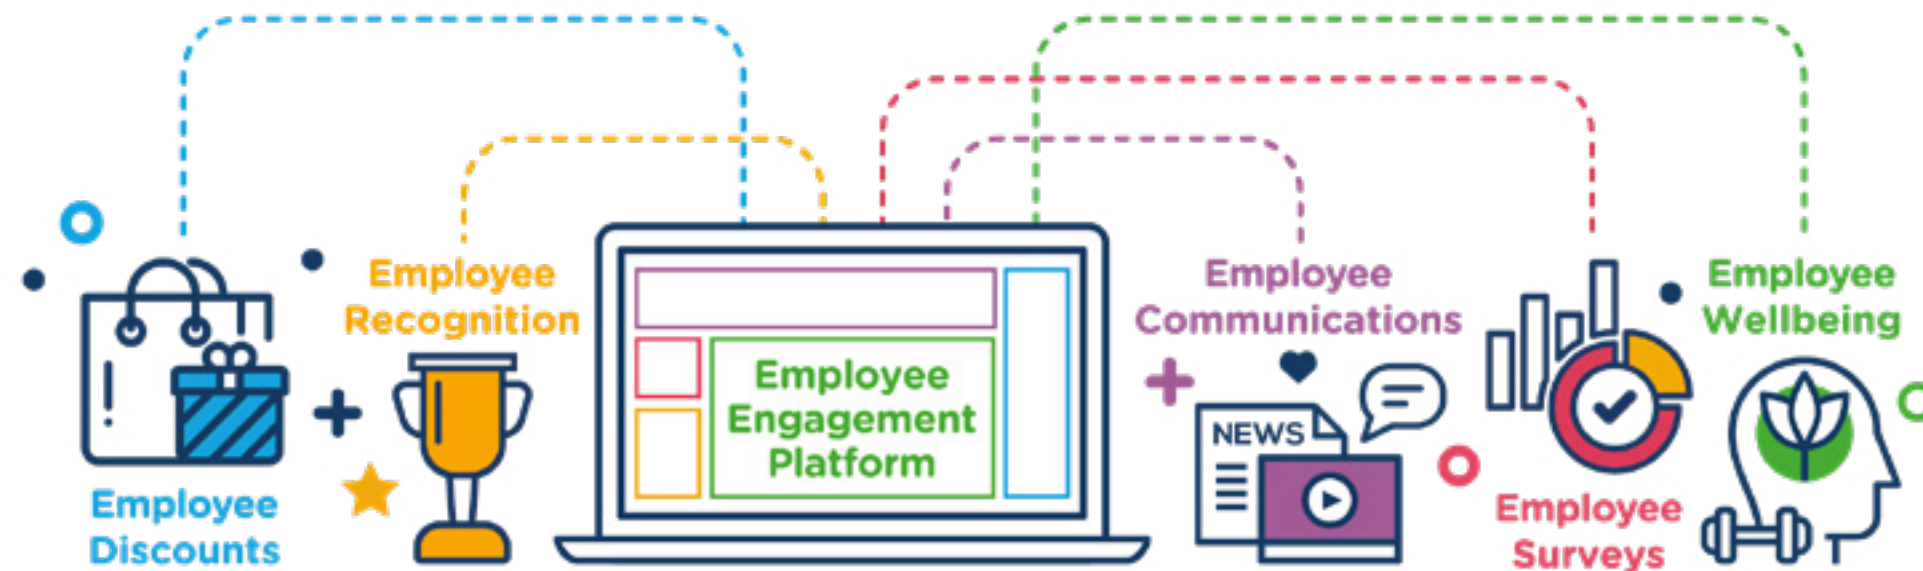 Employee
Discounts
Employee
Recognition
Employee
Engagement
Platform
Employee
Communications
NEWS
Employee
Surveys
Employee
Wellbeing